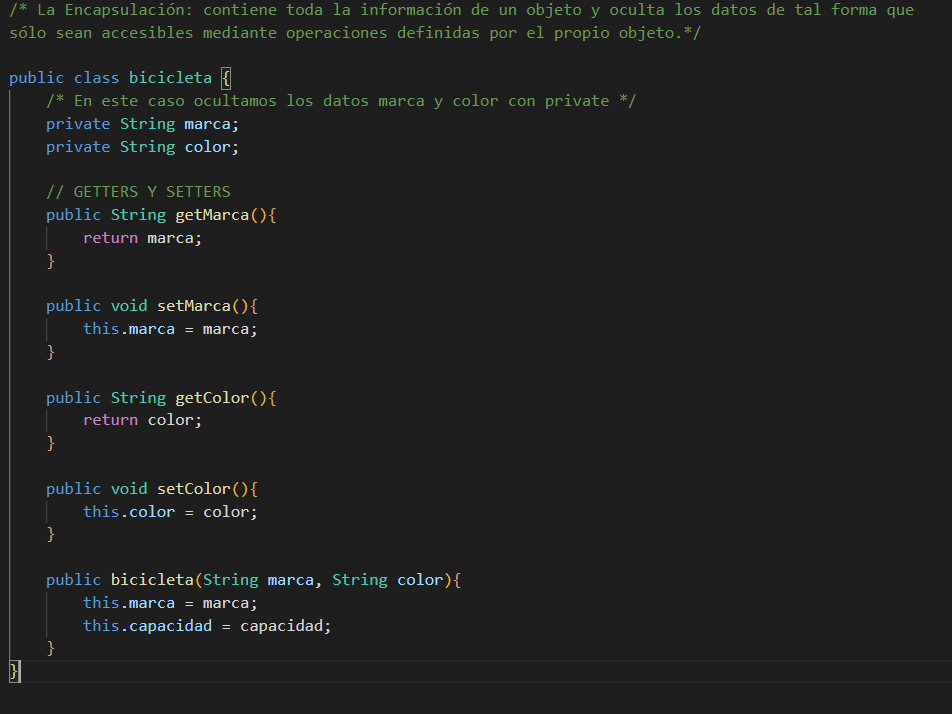 /* La Encapsulación: contiene toda la información de un objeto y oculta los datos de tal forma que
sólo sean accesibles mediante operaciones definidas por el propio objeto.*/
public class bicicleta {
/* En este caso ocultamos los datos marca y color con private */
private String marca;
private String color;
// GETTERS Y SETTERS
public String getMarca(){
return marca;
}
public void setMarca(){
this.marca = marca;
}
public String getColor(){
return color;
}
public void setColor(){
this.color = color;
}
public bicicleta(String marca, String color){
this.marca = marca;
this.capacidad = capacidad;
}
}